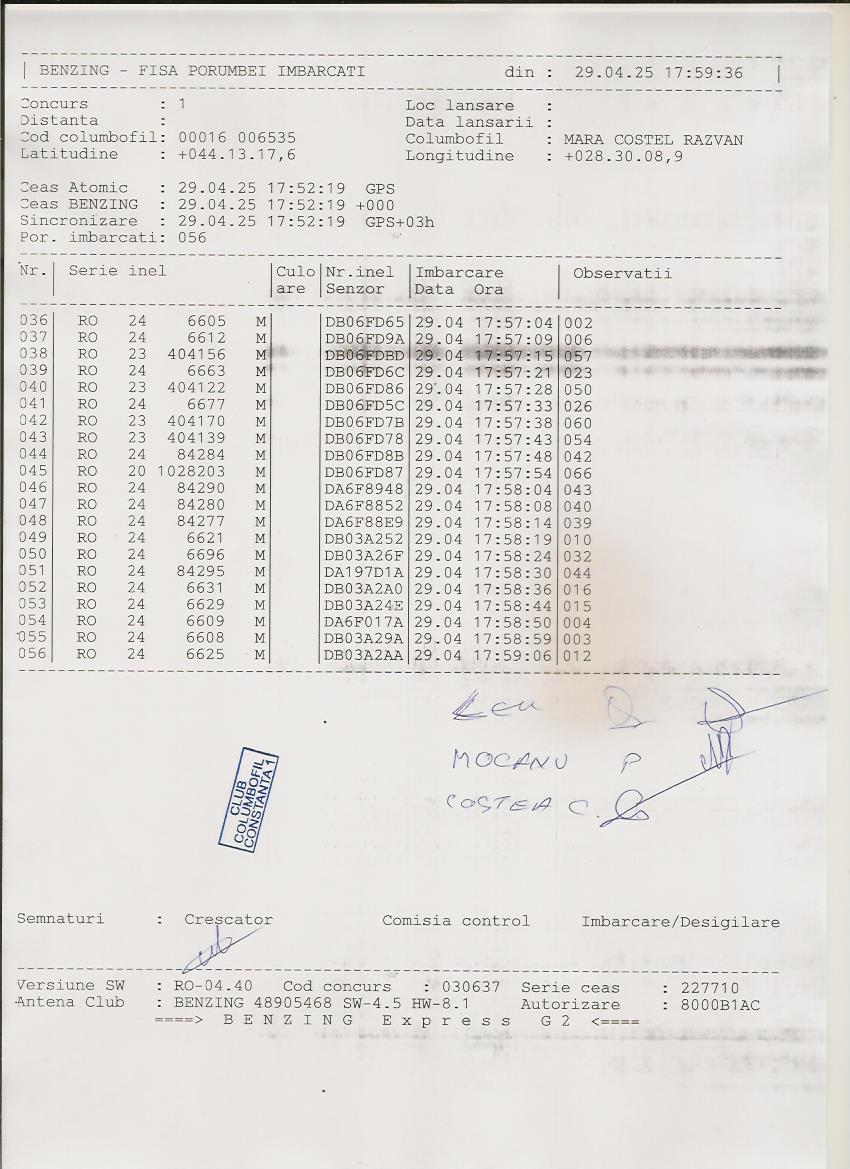 | BENZING - FISA PORUMBEI IMBARCATI din : 29.04.25 17:59:36 |
Concurs : 1 Loc lansare :
Distanta : Data lansarii :
Cod columbofil: 00016 006535 Columbofil : MARA COSTEL RAZVAN
Latitudine : +044.13.17,6 Longitudine : +028.30.08,9
Ceas Atomic : 29.04.25 17:52:19 GPS
Ceas BENZING : 29.04.25 17:52:19 +000
Sincronizare : 29.04.25 17:52:19 GPS+03h
Por. imbarcati: 056
Nr.| Serie inel |Culo|Nr.inel |Imbarcare | Observatii
| |are |Senzor |Data Ora |
036| RO 24 6605 M| |DB06FD65|29.04 17:57:04|002
037| RO 24 6612 M| |DB06FD9A|29.04 17:57:09|006
038| RO 23 404156 M| |DB06FDBD|29.04 17:57:15|057
039| RO 24 6663 M| |DB06FD6C|29.04 17:57:21|023
040| RO 23 404122 M| |DB06FD86|29.04 17:57:28|050
041| RO 24 6677 M| |DB06FD5C|29.04 17:57:33|026
042| RO 23 404170 M| |DB06FD7B|29.04 17:57:38|060
043| RO 23 404139 M| |DB06FD78|29.04 17:57:43|054
044| RO 24 84284 M| |DB06FD8B|29.04 17:57:48|042
045| RO 20 1028203 M| |DB06FD87|29.04 17:57:54|066
046| RO 24 84290 M| |DA6F8948|29.04 17:58:04|043
047| RO 24 84280 M| |DA6F8852|29.04 17:58:08|040
048| RO 24 84277 M| |DA6F88E9|29.04 17:58:14|039
049| RO 24 6621 M| |DB03A252|29.04 17:58:19|010
050| RO 24 6696 M| |DB03A26F|29.04 17:58:24|032
051| RO 24 84295 M| |DA197D1A|29.04 17:58:30|044
052| RO 24 6631 M| |DB03A2A0|29.04 17:58:36|016
053| RO 24 6629 M| |DB03A24E|29.04 17:58:44|015
054| RO 24 6609 M| |DA6F017A|29.04 17:58:50|004
055| RO 24 6608 M| |DB03A29A|29.04 17:58:59|003
056| RO 24 6625 M| |DB03A2AA|29.04 17:59:06|012
MOCANU P
COSTEA C.
CLUB
COLUMBOFIL
CONSTANTA 1
Semnaturi : Crescator Comisia control Imbarcare/Desigilare
Versiune SW : RO-04.40 Cod concurs : 030637 Serie ceas : 227710
Antena Club : BENZING 48905468 SW-4.5 HW-8.1 Autorizare : 8000B1AC
====> B E N Z I N G E x p r e s s G 2 <====